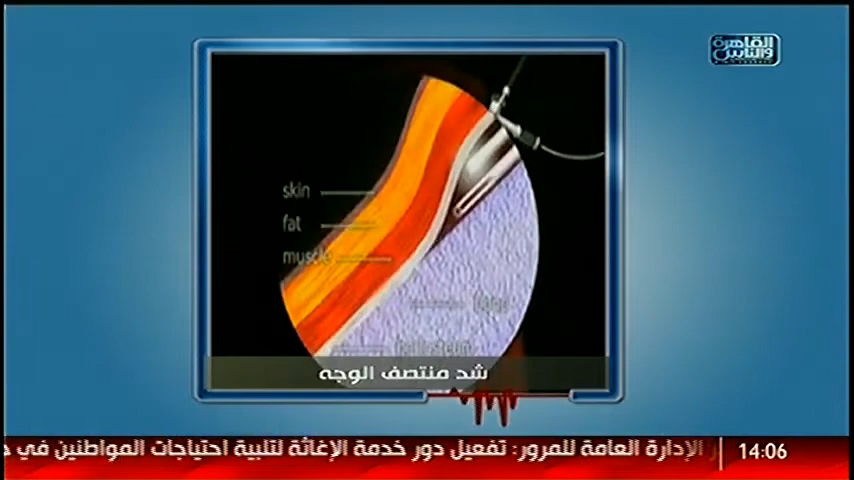 القاهرة
والناس
skin
fat
muscle
شد منتصف الوجه
الإدارة العامة للمرور: تفعيل دور خدمة الإغاثة لتلبية احتياجات المواطنين في
14:06